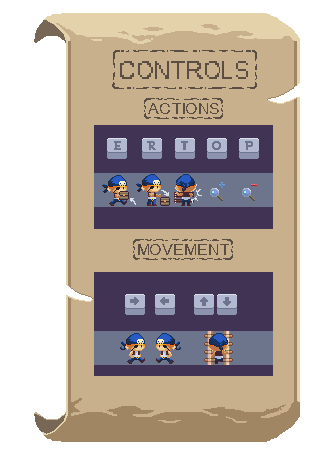 CONTROLS
ACTIONS
E R T O P
MOVEMENT
→ ← ↑ ↓